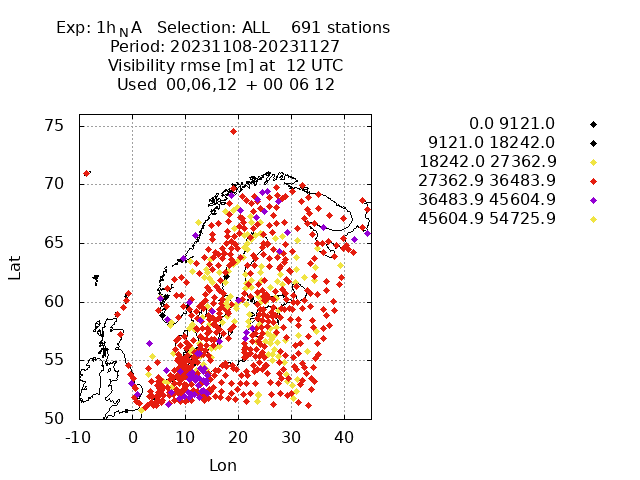 Exp: 1h_N A Selection: ALL 691 stations
Period: 20231108-20231127
Visibility rmse [m] at 12 UTC
Used 00,06,12 + 00 06 12
0.0 9121.0
9121.0 18242.0
18242.0 27362.9
27362.9 36483.9
36483.9 45604.9
45604.9 54725.9
75
70
65
60
55
50
Lat
-10 0 10 20 30 40
Lon